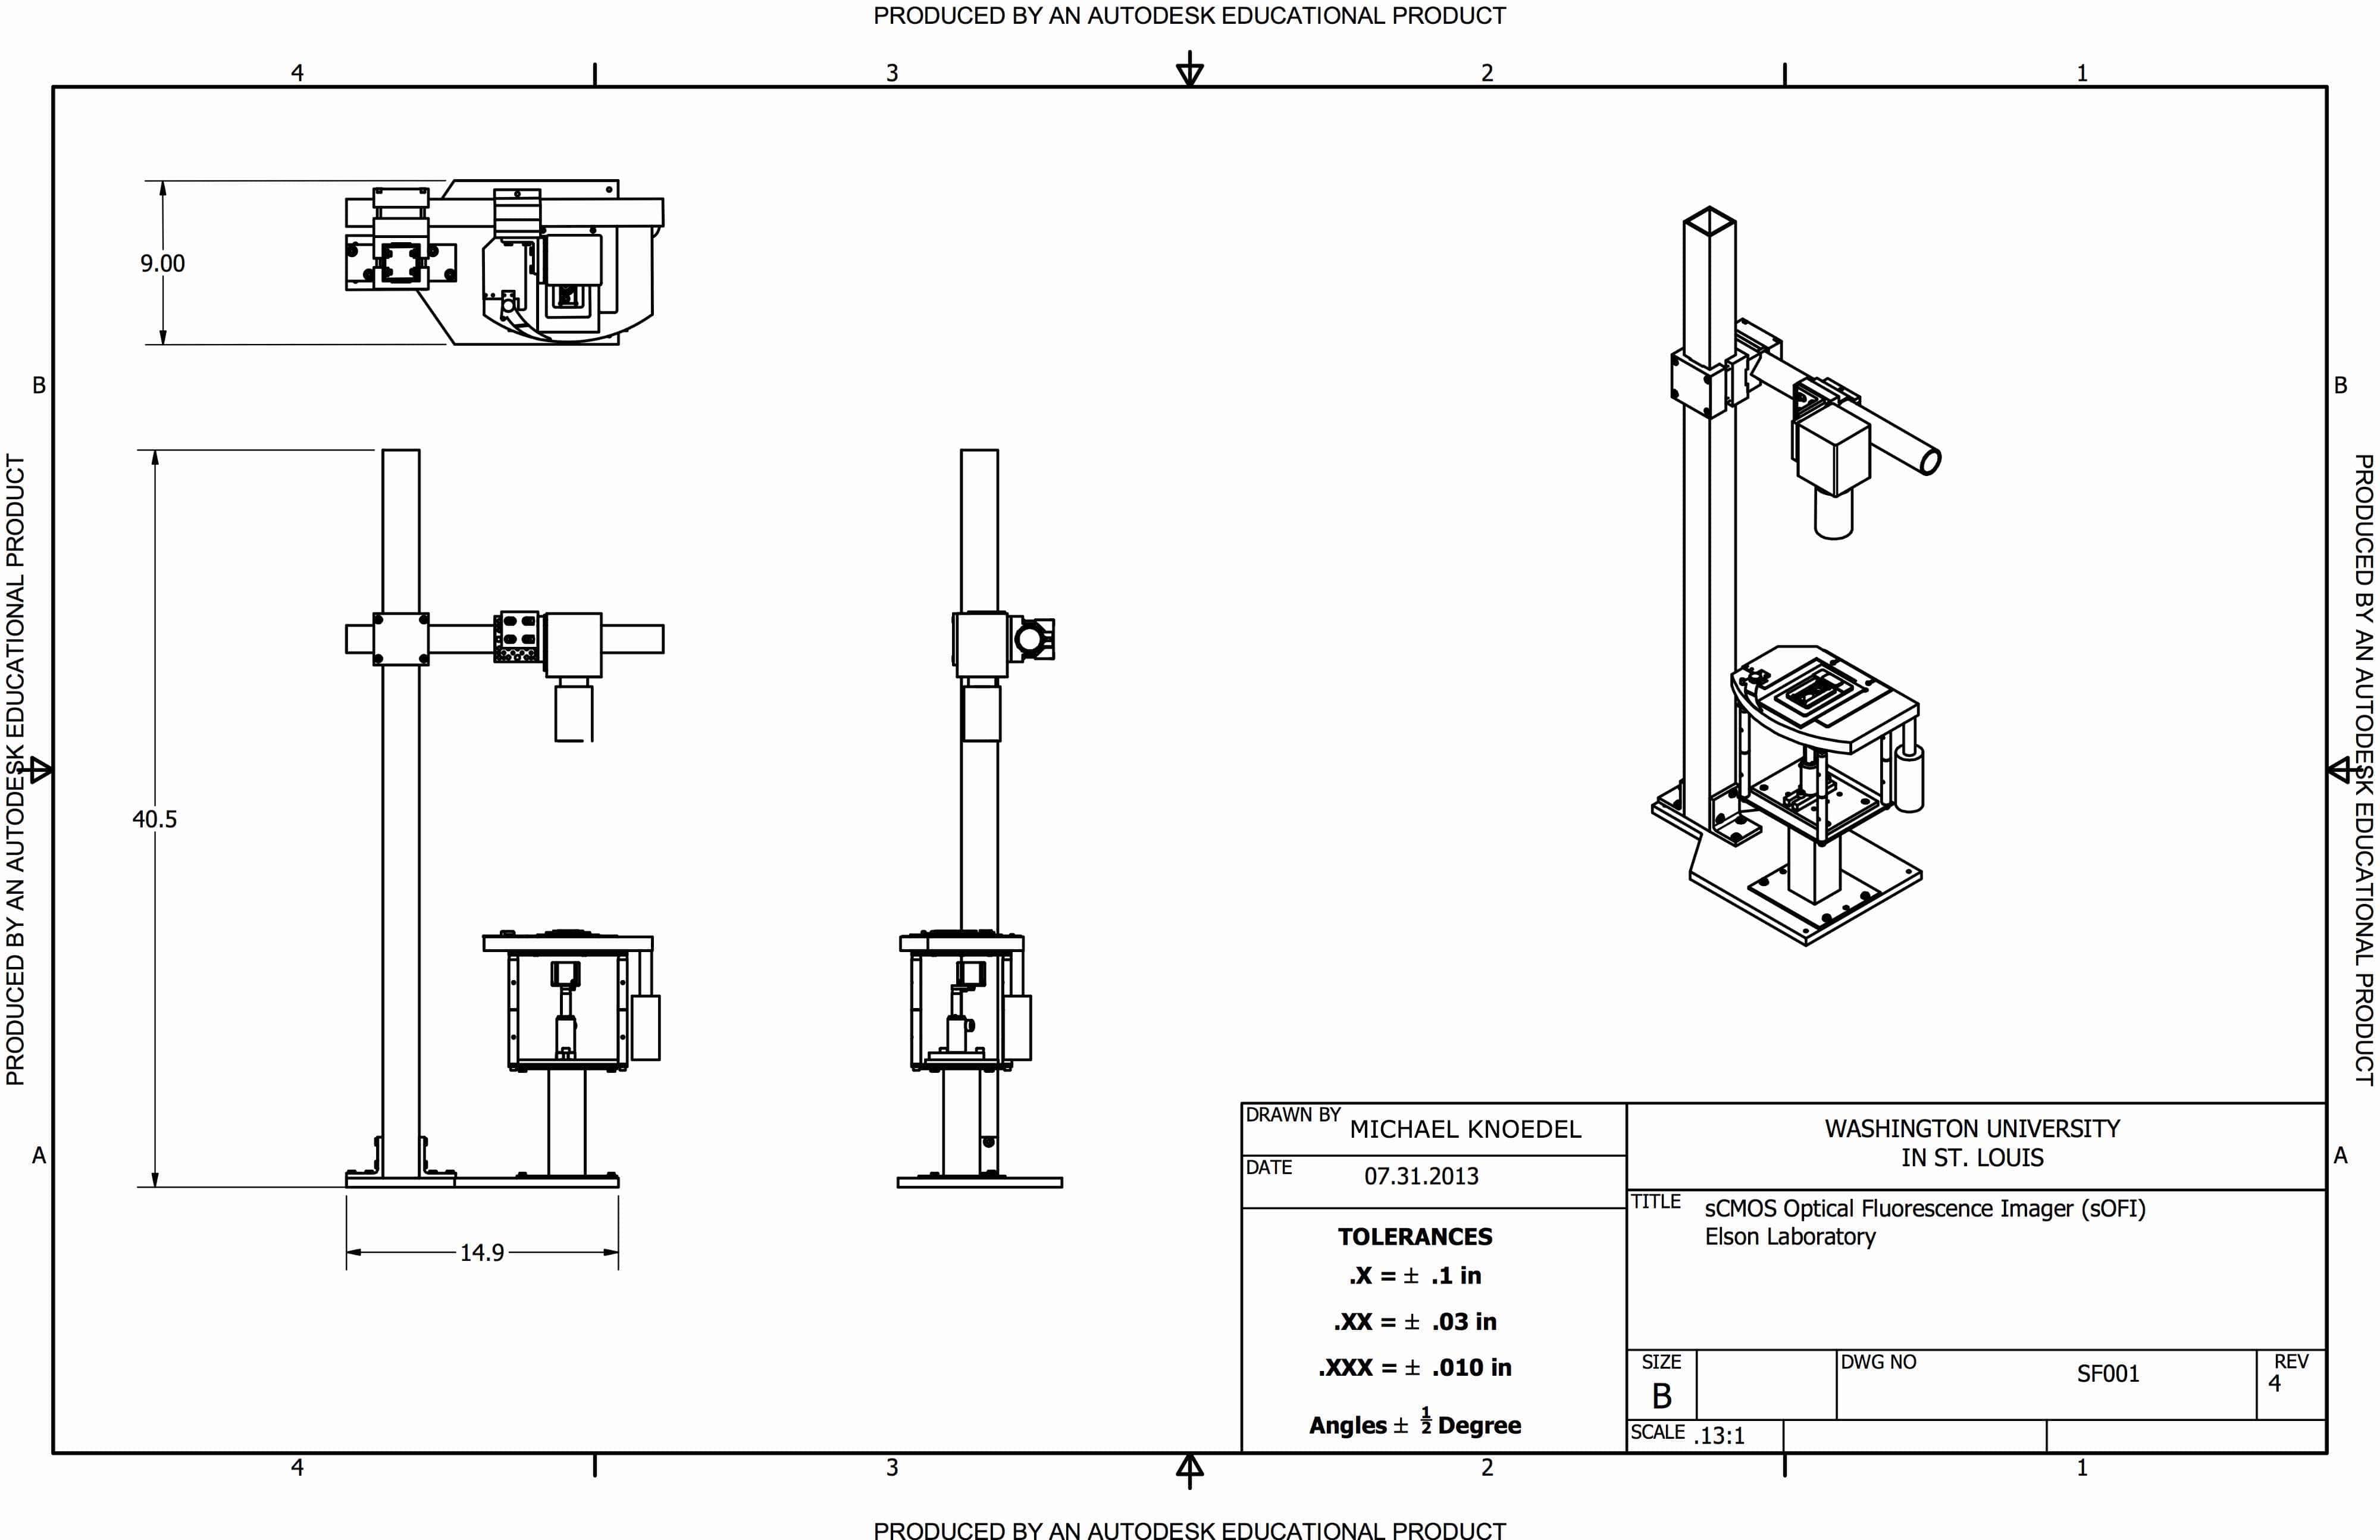 PRODUCED BY AN AUTODESK EDUCATIONAL PRODUCT
4
3
2
1
9.00
B
B
PRODUCED BY AN AUTODESK EDUCATIONAL PRODUCT
PRODUCED BY AN AUTODESK EDUCATIONAL PRODUCT
40.5
A
A
14.9
DRAWN BY
MICHAEL KNOEDEL
DATE
07.31.2013
TOLERANCES
.X = ± .1 in
.XX = ± .03 in
.XXX = ± .010 in
Angles ± 1/2 Degree
WASHINGTON UNIVERSITY
IN ST. LOUIS
TITLE
sCMOS Optical Fluorescence Imager (sOFI)
Elson Laboratory
SIZE
B
DWG NO
SF001
REV
4
SCALE .13:1
4
3
2
1
PRODUCED BY AN AUTODESK EDUCATIONAL PRODUCT